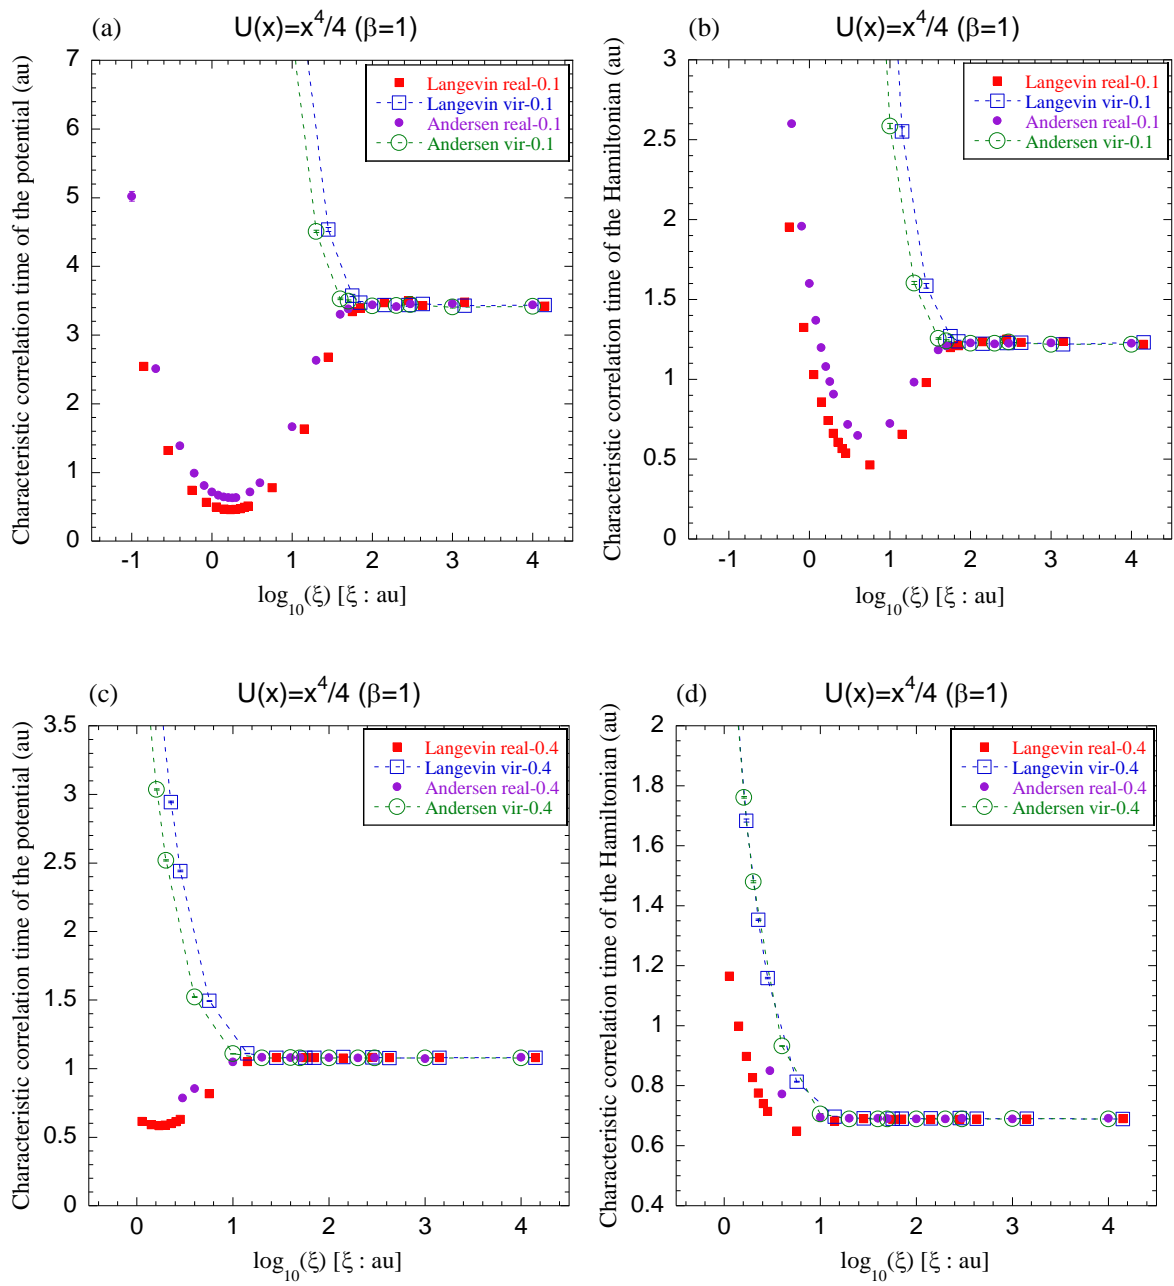 (a) U(x)=x^4/4 (β=1)
Characteristic correlation time of the potential (au)
7
6
5
4
3
2
1
0
Langevin real-0.1
Langevin vir-0.1
Andersen real-0.1
Andersen vir-0.1
-1 0 1 2 3 4
log_10(ξ) [ξ : au]
(b) U(x)=x^4/4 (β=1)
Characteristic correlation time of the Hamiltonian (au)
3
2.5
2
1.5
1
0.5
0
Langevin real-0.1
Langevin vir-0.1
Andersen real-0.1
Andersen vir-0.1
-1 0 1 2 3 4
log_10(ξ) [ξ : au]
(c) U(x)=x^4/4 (β=1)
Characteristic correlation time of the potential (au)
3.5
3
2.5
2
1.5
1
0.5
0
Langevin real-0.4
Langevin vir-0.4
Andersen real-0.4
Andersen vir-0.4
0 1 2 3 4
log_10(ξ) [ξ : au]
(d) U(x)=x^4/4 (β=1)
Characteristic correlation time of the Hamiltonian (au)
2
1.8
1.6
1.4
1.2
1
0.8
0.6
0.4
Langevin real-0.4
Langevin vir-0.4
Andersen real-0.4
Andersen vir-0.4
0 1 2 3 4
log_10(ξ) [ξ : au]